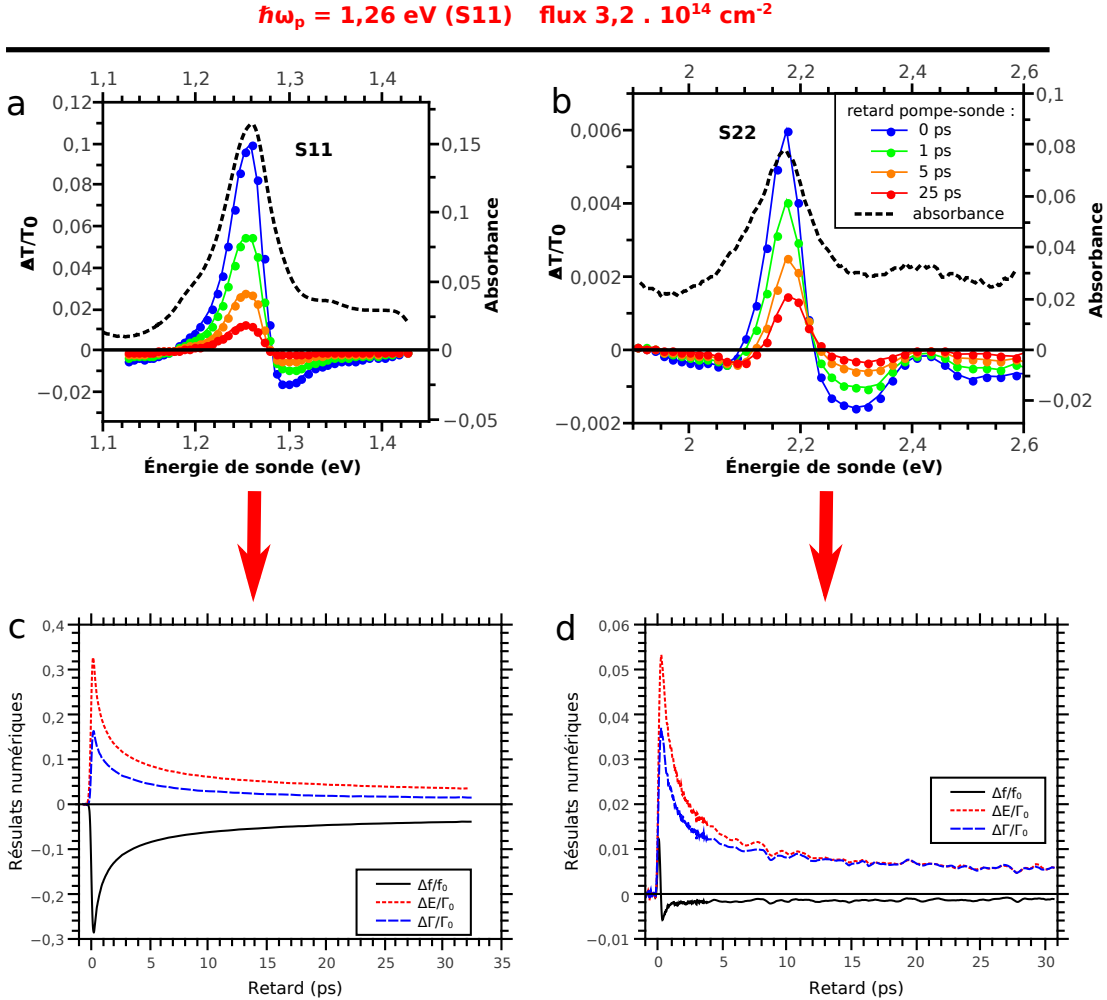 ħωₚ = 1,26 eV (S11) flux 3,2 . 10¹⁴ cm⁻²
a
1,1 1,2 1,3 1,4
ΔT/T0
0,12
0,10
0,08
0,06
0,04
0,02
0
−0,02
S11
0,15
0,10
0,05
0
−0,05
Absorbance
1,1 1,2 1,3 1,4
Énergie de sonde (eV)
b
2 2,2 2,4 2,6
ΔT/T0
0,006
0,004
0,002
0
−0,002
S22
retard pompe-sonde :
0 ps
1 ps
5 ps
25 ps
absorbance
0,1
0,08
0,06
0,04
0,02
0
−0,02
Absorbance
2 2,2 2,4 2,6
Énergie de sonde (eV)
c
Résulats numériques
0,4
0,3
0,2
0,1
0
−0,1
−0,2
−0,3
Δf/f₀
ΔE/Γ₀
ΔΓ/Γ₀
0 5 10 15 20 25 30 35
Retard (ps)
d
Résulats numériques
0,06
0,05
0,04
0,03
0,02
0,01
0
−0,01
Δf/f₀
ΔE/Γ₀
ΔΓ/Γ₀
0 5 10 15 20 25 30
Retard (ps)